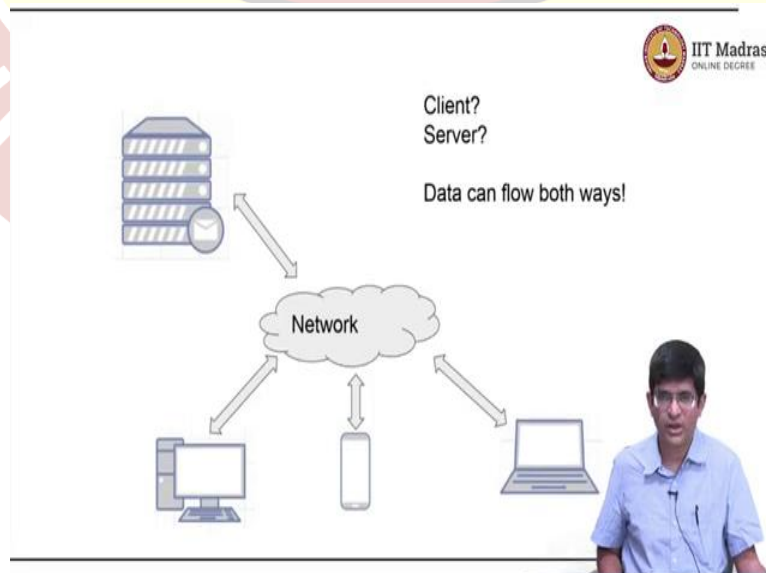 IIT Madras
ONLINE DEGREE
Client?
Server?
Data can flow both ways!
Network